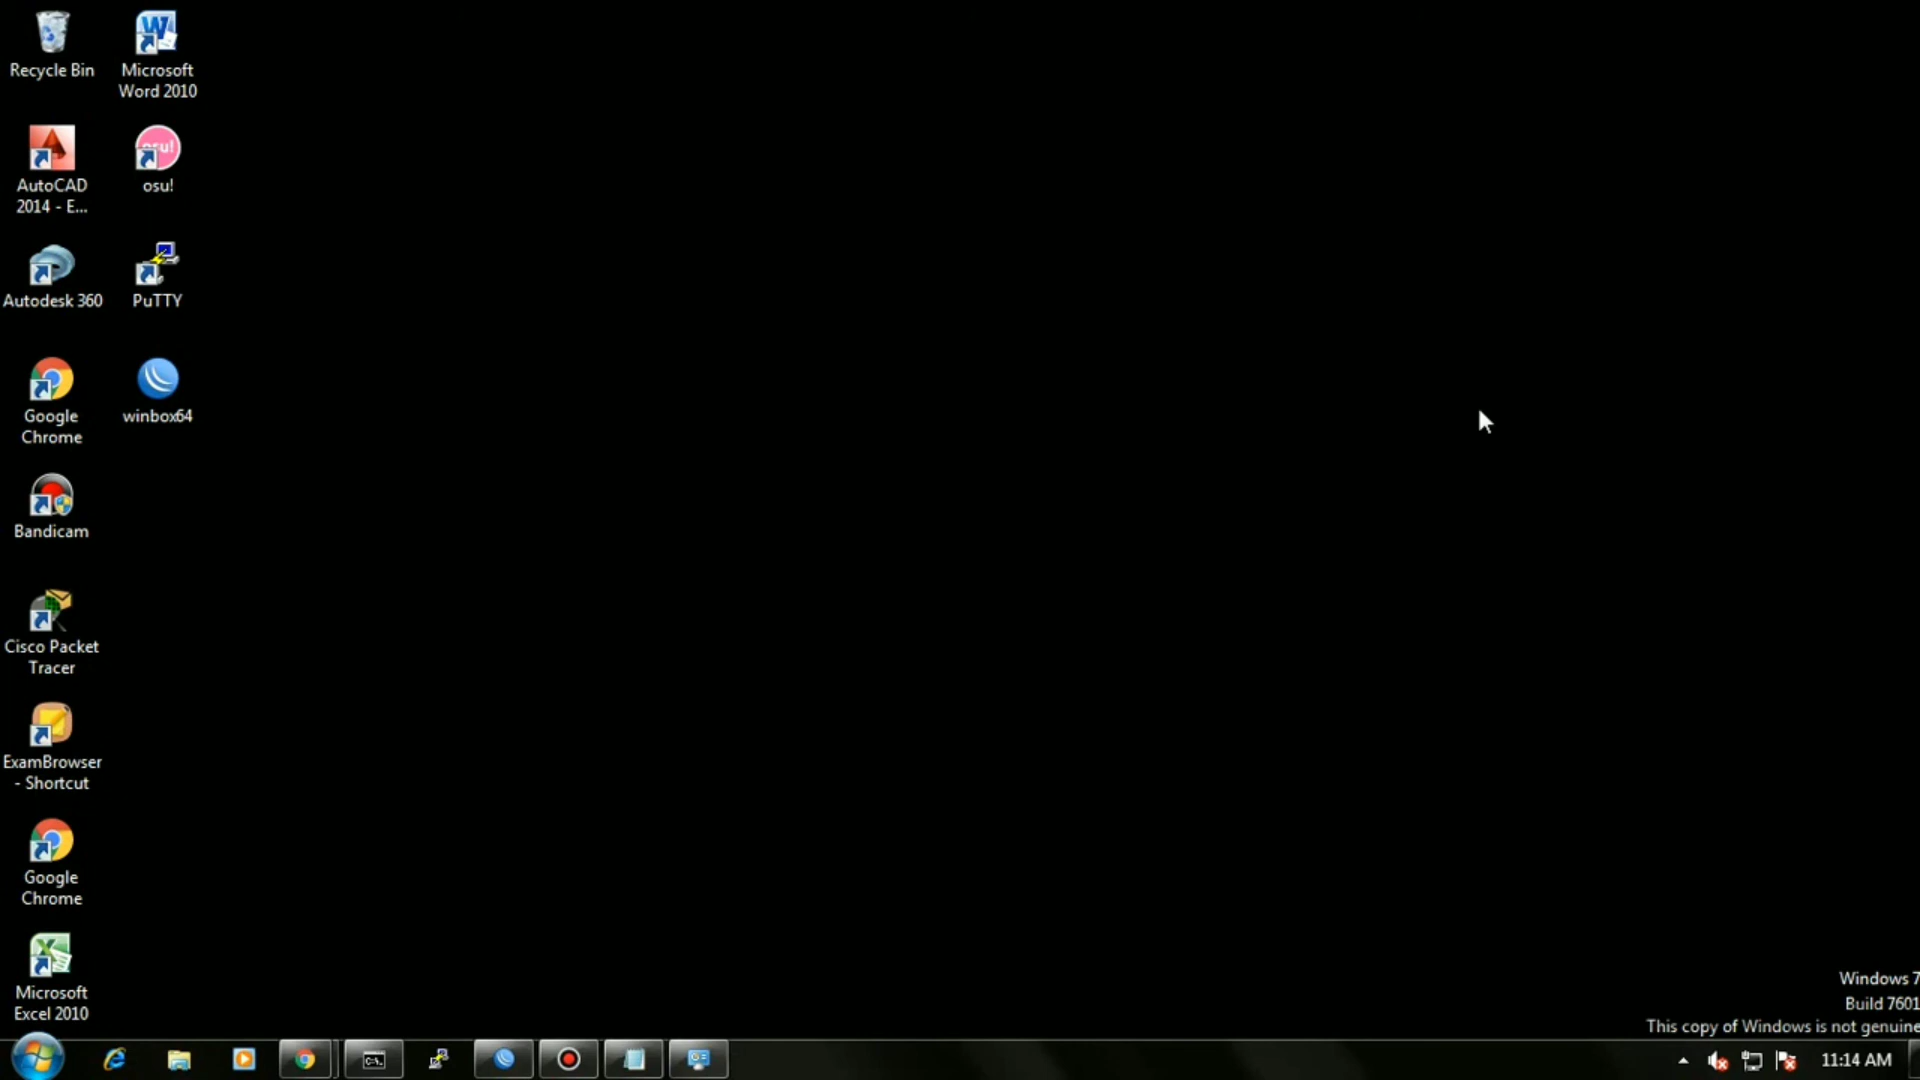 Recycle Bin
Microsoft
Word 2010
AutoCAD
2014 - E...
osu!
osu!
Autodesk 360
PuTTY
Google
Chrome
winbox64
Bandicam
Cisco Packet
Tracer
ExamBrowser
- Shortcut
Google
Chrome
Microsoft
Excel 2010
Windows 7
Build 7601
This copy of Windows is not genuine
C:\.
11:14 AM